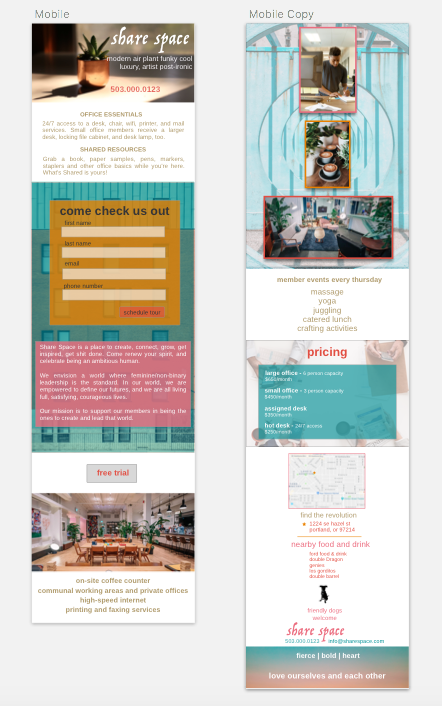 Mobile
share space
modern air plant funky cool
luxury, artist post-ironic
503.000.0123
OFFICE ESSENTIALS
24/7 access to a desk, chair, wifi, printer, and mail
services. Small office members receive a larger
desk, locking file cabinet, and desk lamp, too.
SHARED RESOURCES
Grab a book, paper samples, pens, markers,
staplers and other office basics while you're here.
What's Shared is yours!
come check us out
first name
last name
email
phone number
schedule tour
Share Space is a place to create, connect, grow, get
inspired, get shit done. Come renew your spirit, and
celebrate being an ambitious human.
We envision a world where feminine/non-binary
leadership is the standard. In our world, we are
empowered to define our futures, and we are all living
full, satisfying, courageous lives.
Our mission is to support our members in being the
ones to create and lead that world.
free trial
on-site coffee counter
communal working areas and private offices
high-speed internet
printing and faxing services
Mobile Copy
member events every thursday
massage
yoga
juggling
catered lunch
crafting activities
pricing
large office - 6 person capacity
$600/month
small office - 3 person capacity
$450/month
assigned desk
$350/month
hot desk - 24/7 access
$250/month
find the revolution
1224 se hazel st
portland, or 97214
nearby food and drink
ford food & drink
double Dragon
genies
los gorditos
double barrel
friendly dogs
welcome
share space
503.000.0123 - info@sharespace.com
fierce | bold | heart
love ourselves and each other